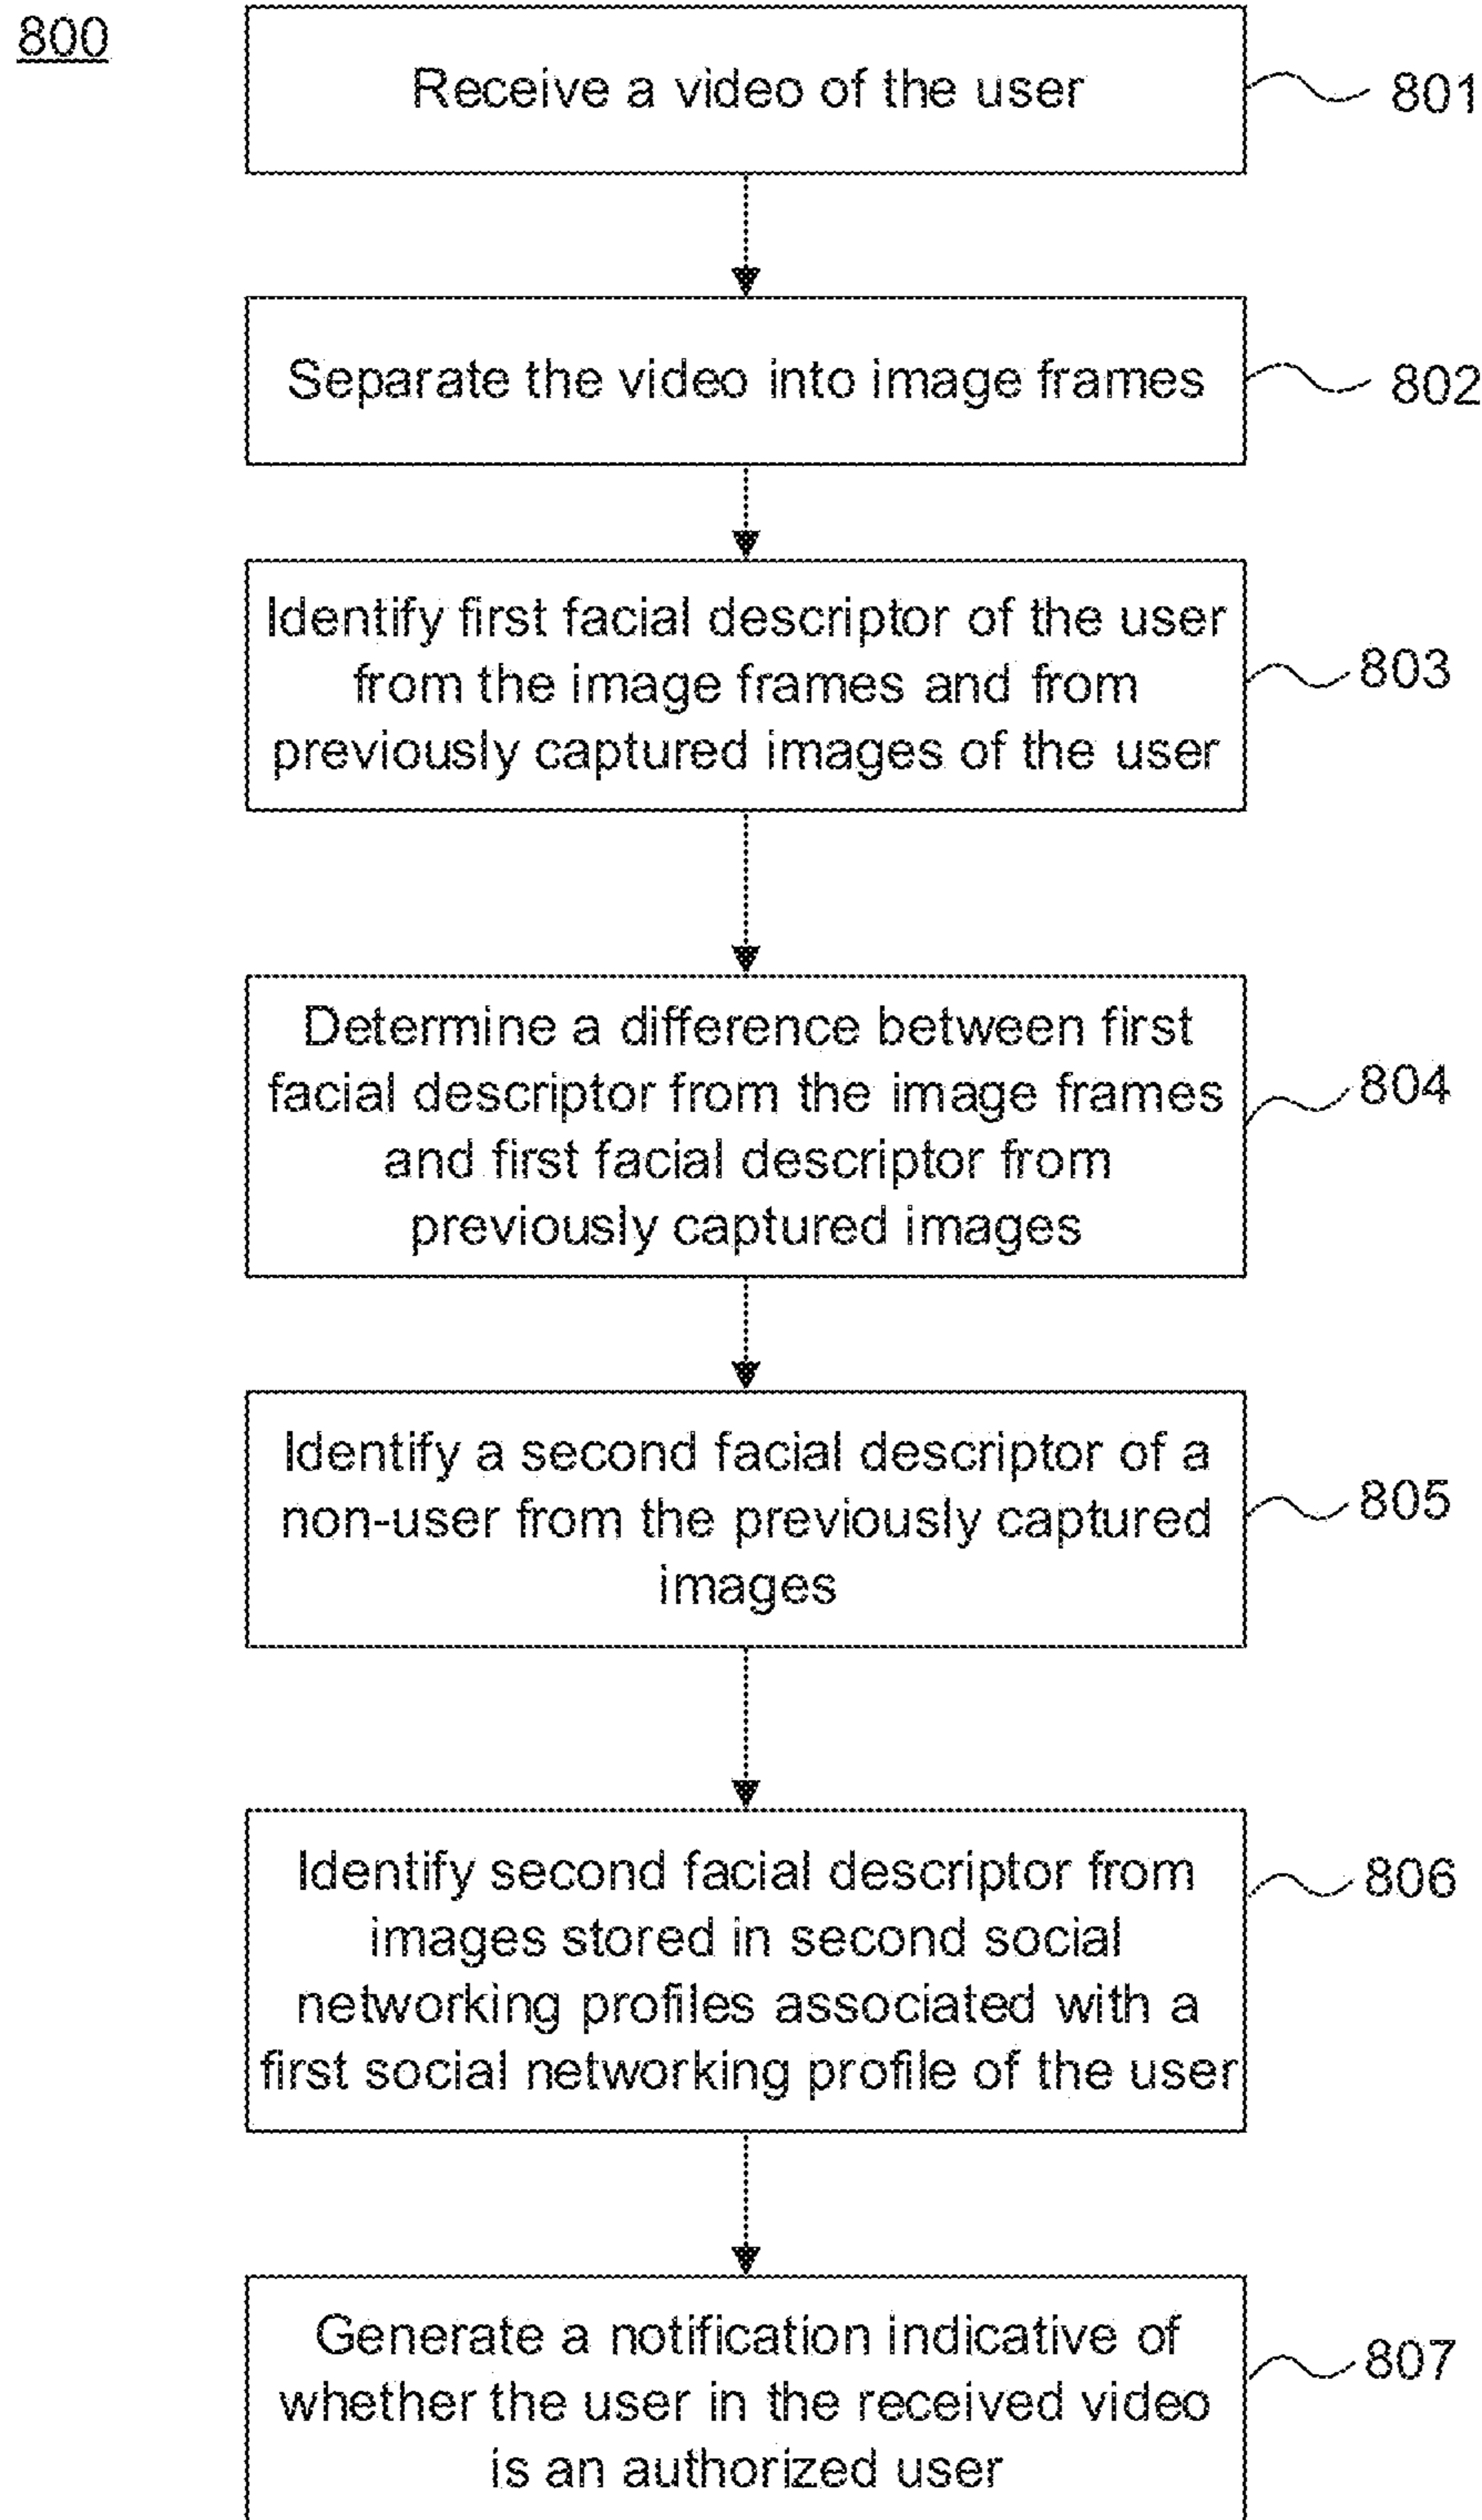 800
Receive a video of the user
801
Separate the video into image frames
802
Identify first facial descriptor of the user
from the image frames and from
previously captured images of the user
803
Determine a difference between first
facial descriptor from the image frames
and first facial descriptor from
previously captured images
804
Identify a second facial descriptor of a
non-user from the previously captured
images
805
Identify second facial descriptor from
images stored in second social
networking profiles associated with a
first social networking profile of the user
806
Generate a notification indicative of
whether the user in the received video
is an authorized user
807